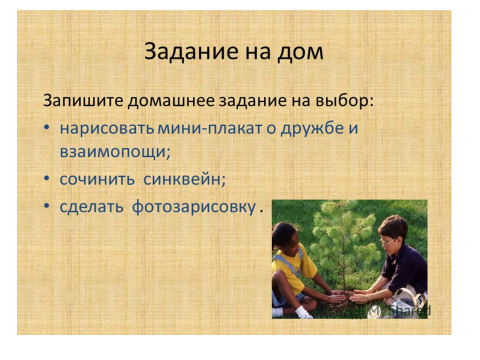 Задание на дом
Запишите домашнее задание на выбор:
• нарисовать мини-плакат о дружбе и
взаимопощи;
• сочинить синквейн;
• сделать фотозарисовку .